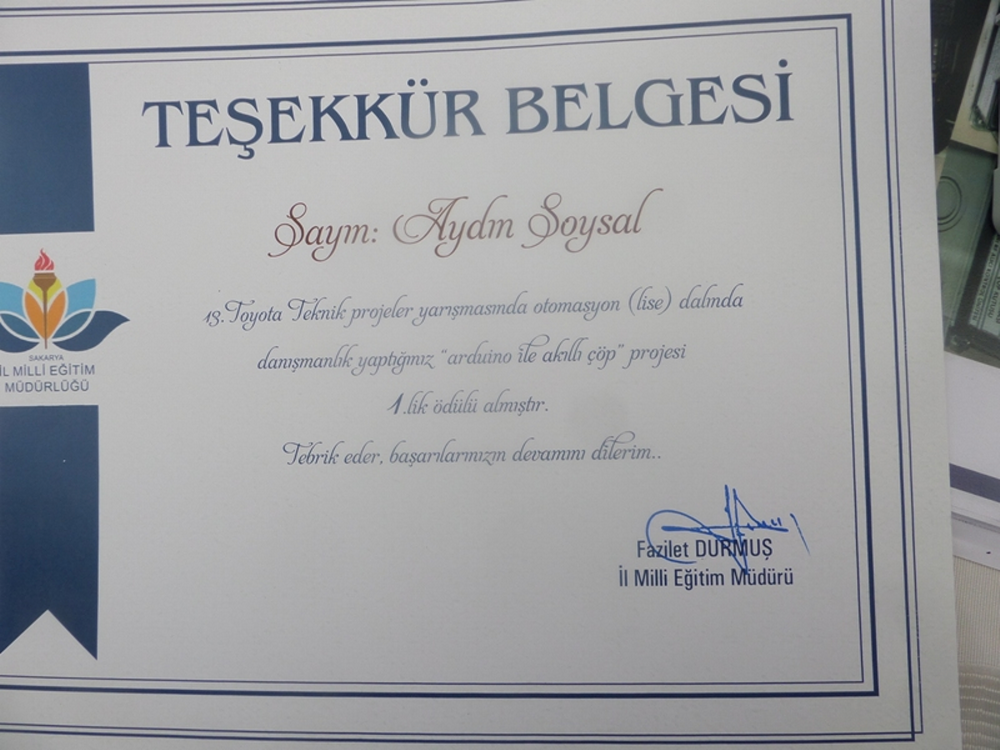 TEŞEKKÜR BELGESİ
Sayın: Aydın Soysal
13.Toyota Teknik projeler yarışmasında otomasyon (lise) dalında
danışmanlık yaptığınız "arduino ile akıllı çöp" projesi
1.lik ödülü almıştır.
Tebrik eder, başarılarınızın devamını dilerim..
SAKARYA
İL MİLLİ EĞİTİM
MÜDÜRLÜĞÜ
Fazilet DURMUŞ
İl Milli Eğitim Müdürü